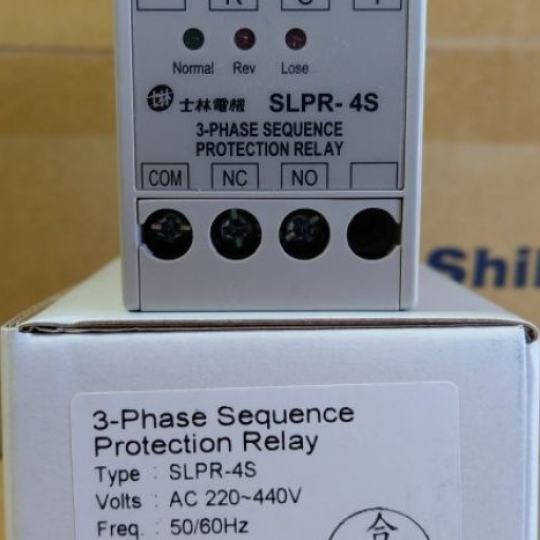 R S T
Normal Rev Lose
士林電機 SLPR- 4S
3-PHASE SEQUENCE
PROTECTION RELAY
COM NC NO
Shi
3-Phase Sequence
Protection Relay
Type : SLPR-4S
Volts : AC 220~440V
Freq. : 50/60Hz
合